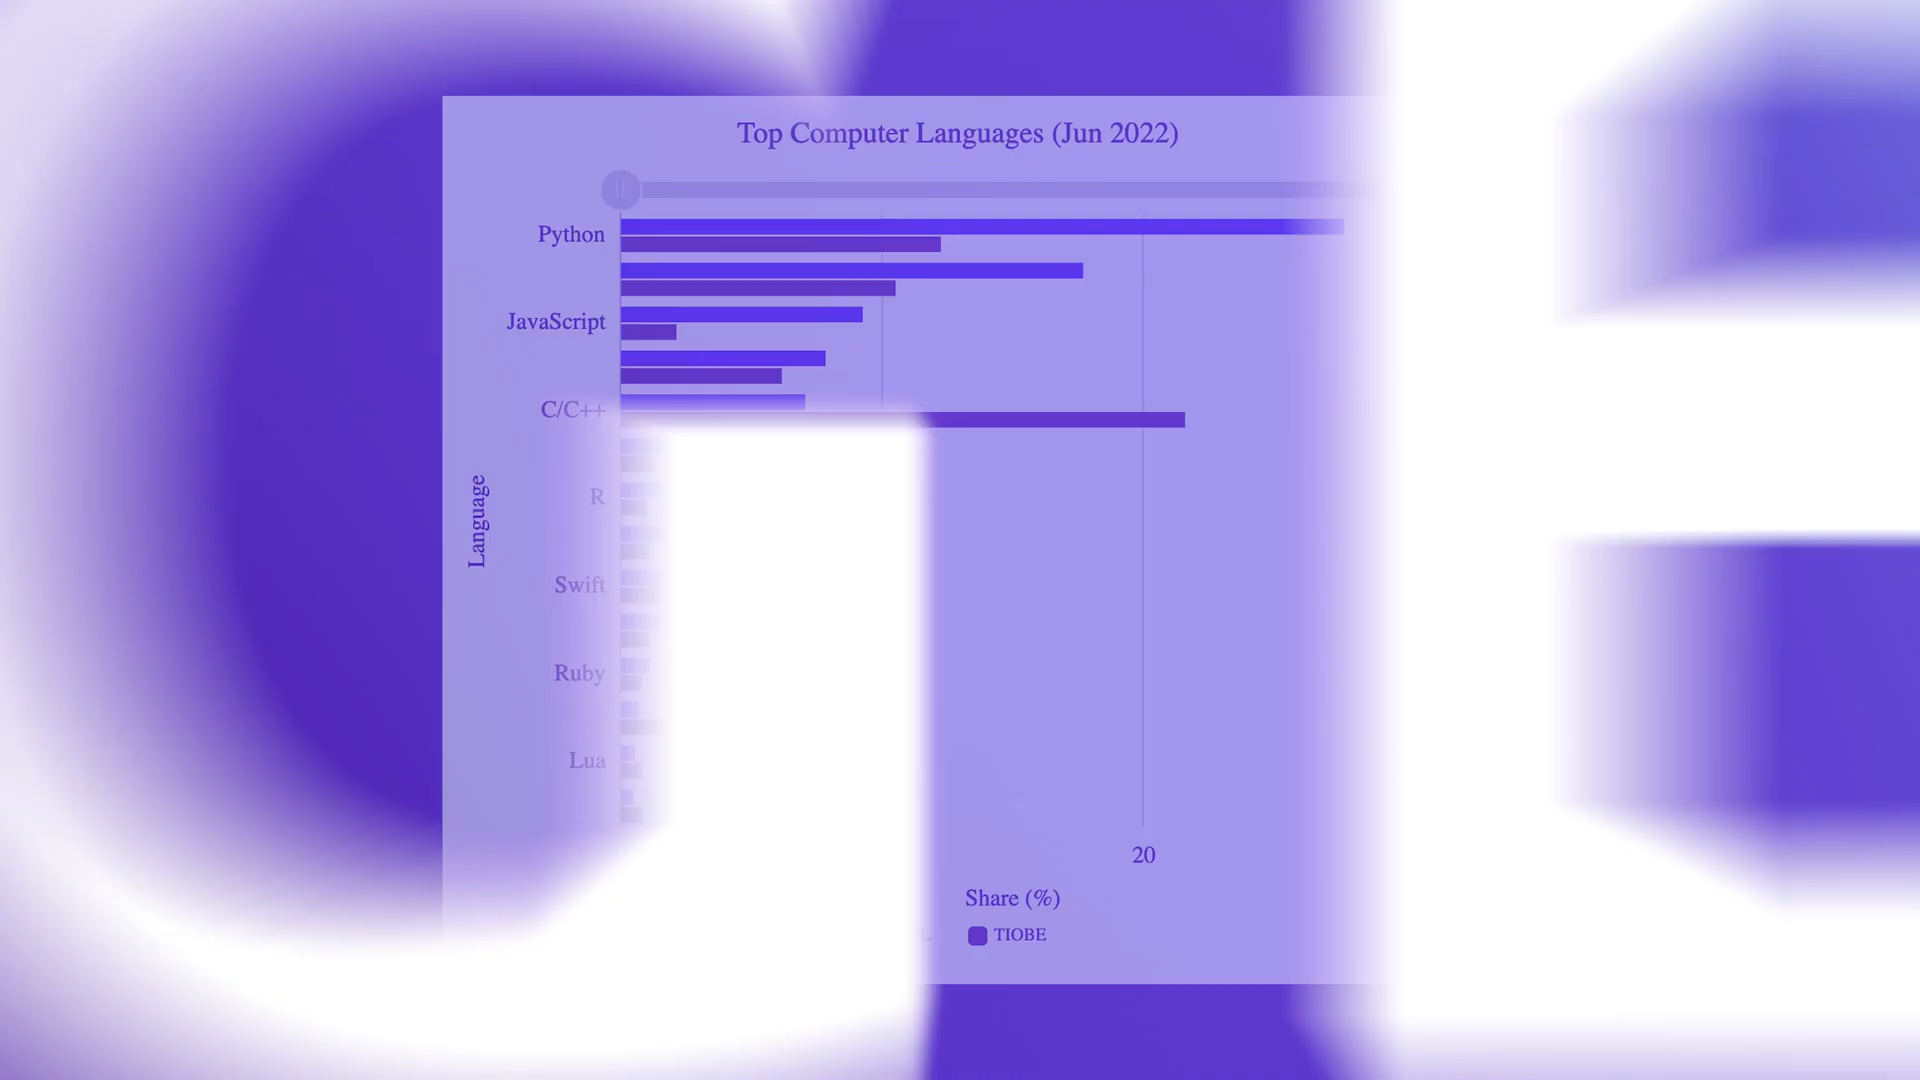 Top Computer Languages (Jun 2022)
Python
JavaScript
C/C++
R
Swift
Ruby
Lua
Language
20
Share (%)
TIOBE